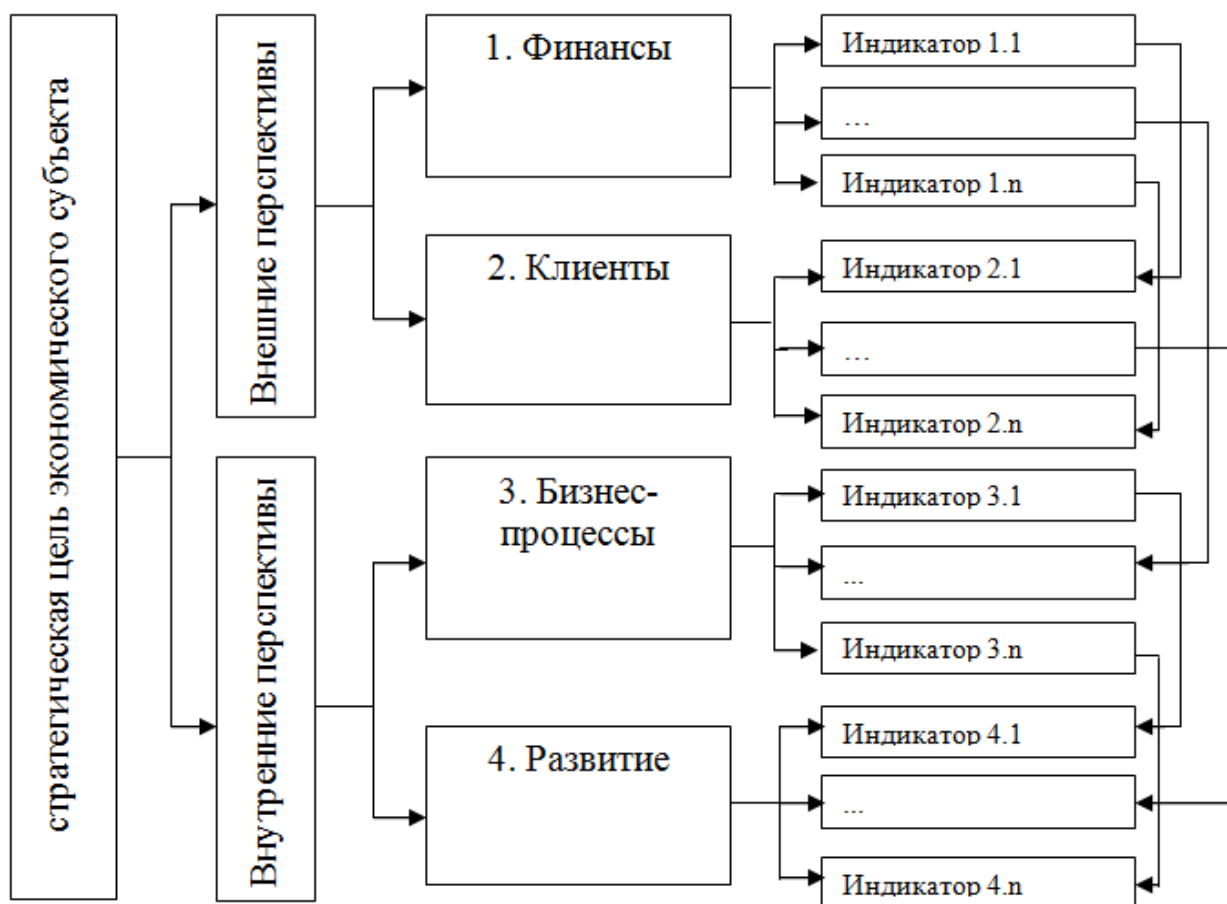 стратегическая цель экономического субъекта
Внешние перспективы
Внутренние перспективы
1. Финансы
Индикатор 1.1
...
Индикатор 1.n
2. Клиенты
Индикатор 2.1
...
Индикатор 2.n
3. Бизнес-
процессы
Индикатор 3.1
...
Индикатор 3.n
4. Развитие
Индикатор 4.1
...
Индикатор 4.n